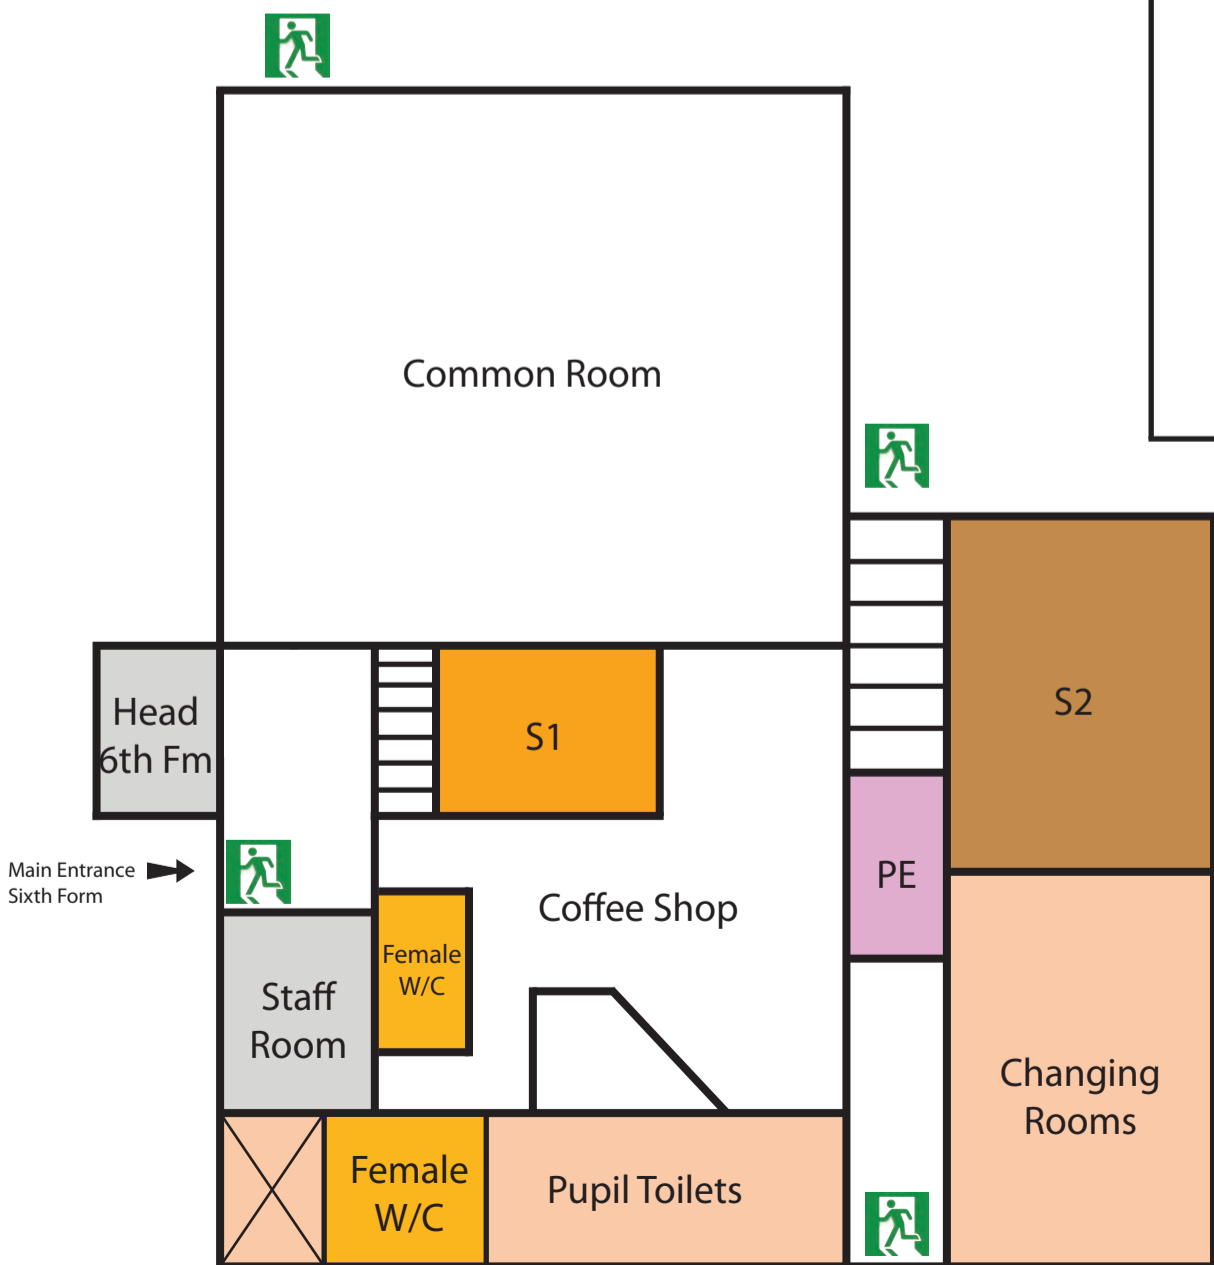 Common Room
Head
6th Fm
S1
S2
Main Entrance
Sixth Form
PE
Coffee Shop
Female
W/C
Staff
Room
Changing
Rooms
Female
W/C
Pupil Toilets